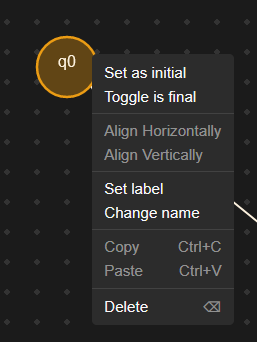 q0
Set as initial
Toggle is final
Align Horizontally
Align Vertically
Set label
Change name
Copy Ctrl+C
Paste Ctrl+V
Delete ⌫